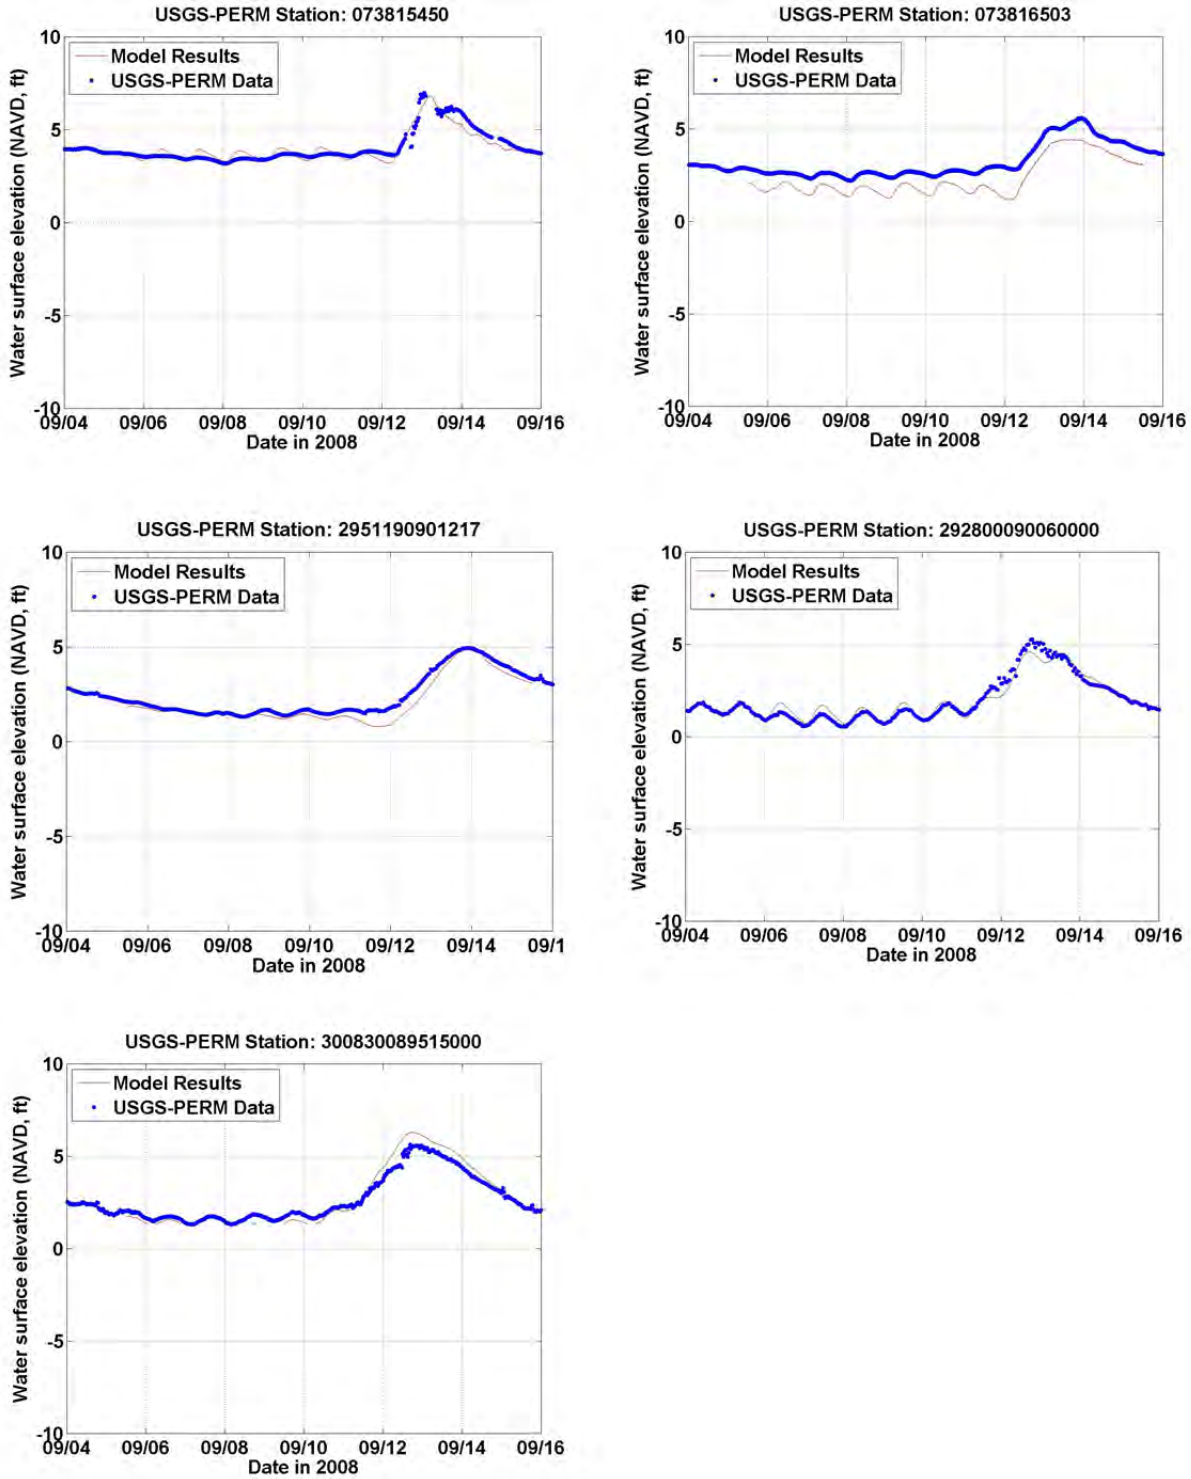 USGS-PERM Station: 073815450
Water surface elevation (NAVD, ft)
10
5
0
-5
-10
Model Results
USGS-PERM Data
09/04 09/06 09/08 09/10 09/12 09/14 09/16
Date in 2008
USGS-PERM Station: 073816503
Water surface elevation (NAVD, ft)
10
5
0
-5
-10
Model Results
USGS-PERM Data
09/04 09/06 09/08 09/10 09/12 09/14 09/16
Date in 2008
USGS-PERM Station: 2951190901217
Water surface elevation (NAVD, ft)
10
5
0
-5
-10
Model Results
USGS-PERM Data
09/04 09/06 09/08 09/10 09/12 09/14 09/1
Date in 2008
USGS-PERM Station: 292800090060000
Water surface elevation (NAVD, ft)
10
5
0
-5
-10
Model Results
USGS-PERM Data
09/04 09/06 09/08 09/10 09/12 09/14 09/16
Date in 2008
USGS-PERM Station: 300830089515000
Water surface elevation (NAVD, ft)
10
5
0
-5
-10
Model Results
USGS-PERM Data
09/04 09/06 09/08 09/10 09/12 09/14 09/16
Date in 2008